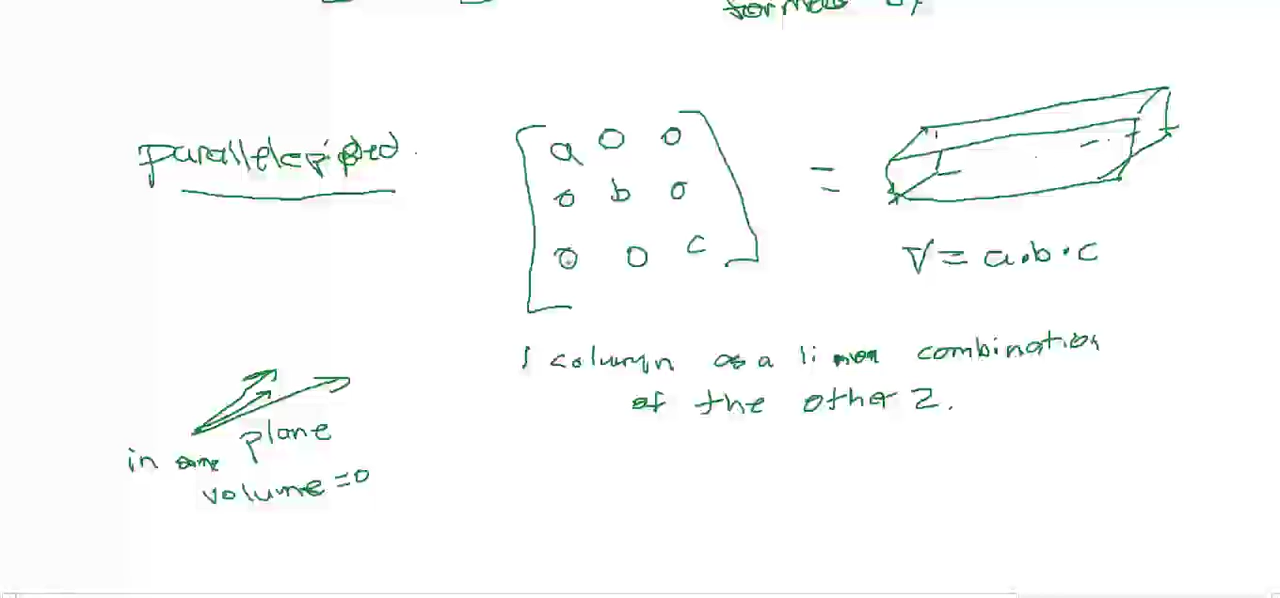 parallelepiped.
a 0 0
0 b 0
0 0 c
=
V = a.b.c
1 column as a linear combination
of the other 2.
plane
in same
volume = 0